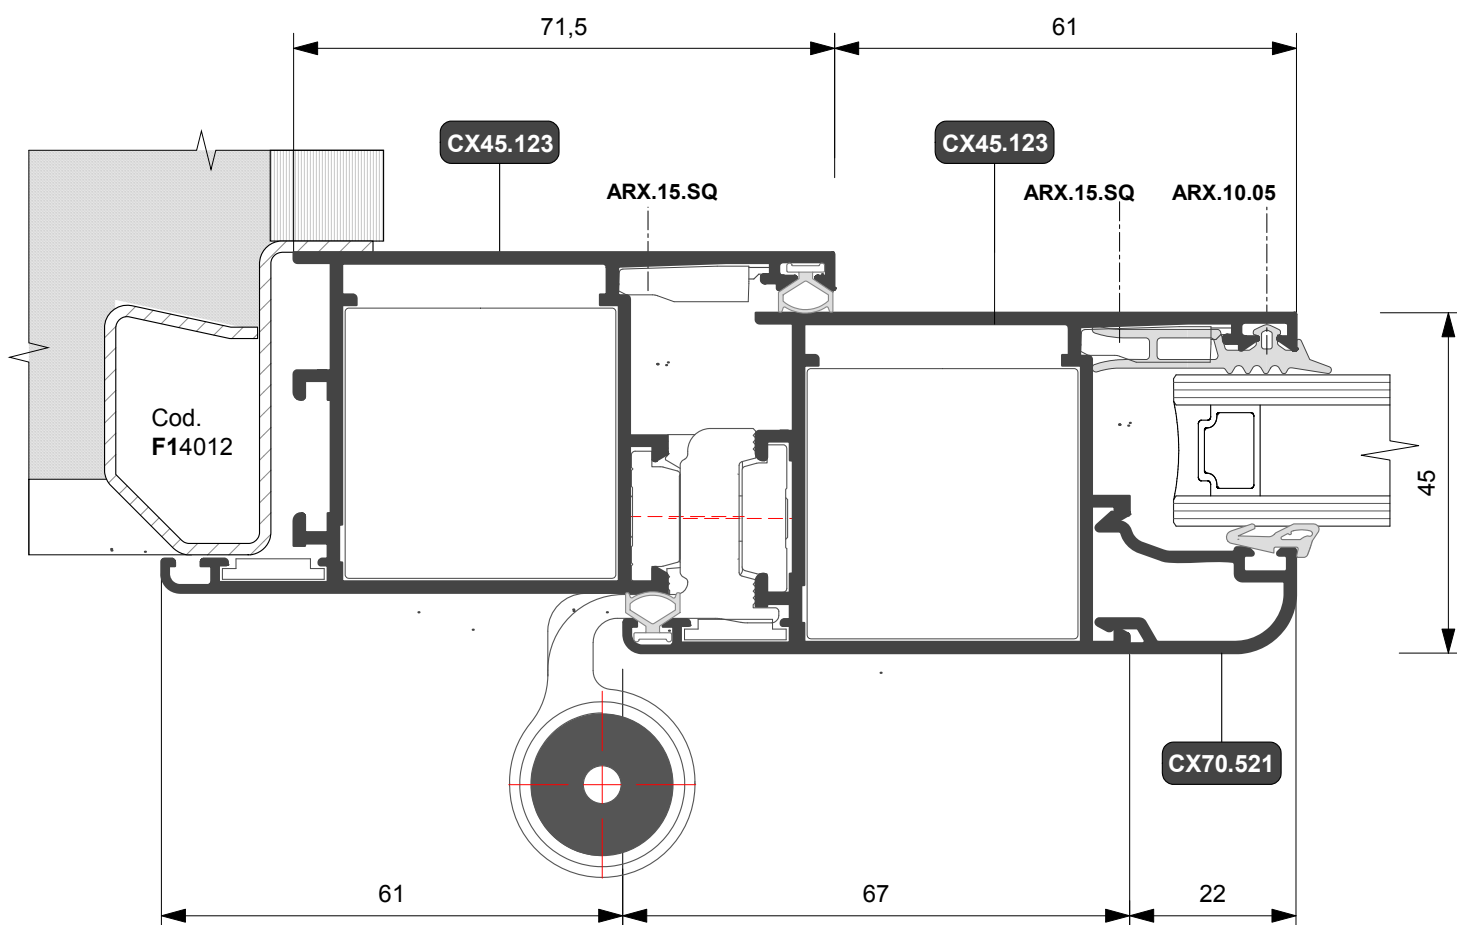 71,5
61
CX45.123
CX45.123
ARX.15.SQ
ARX.15.SQ
ARX.10.05
Cod.
F14012
45
CX70.521
61
67
22